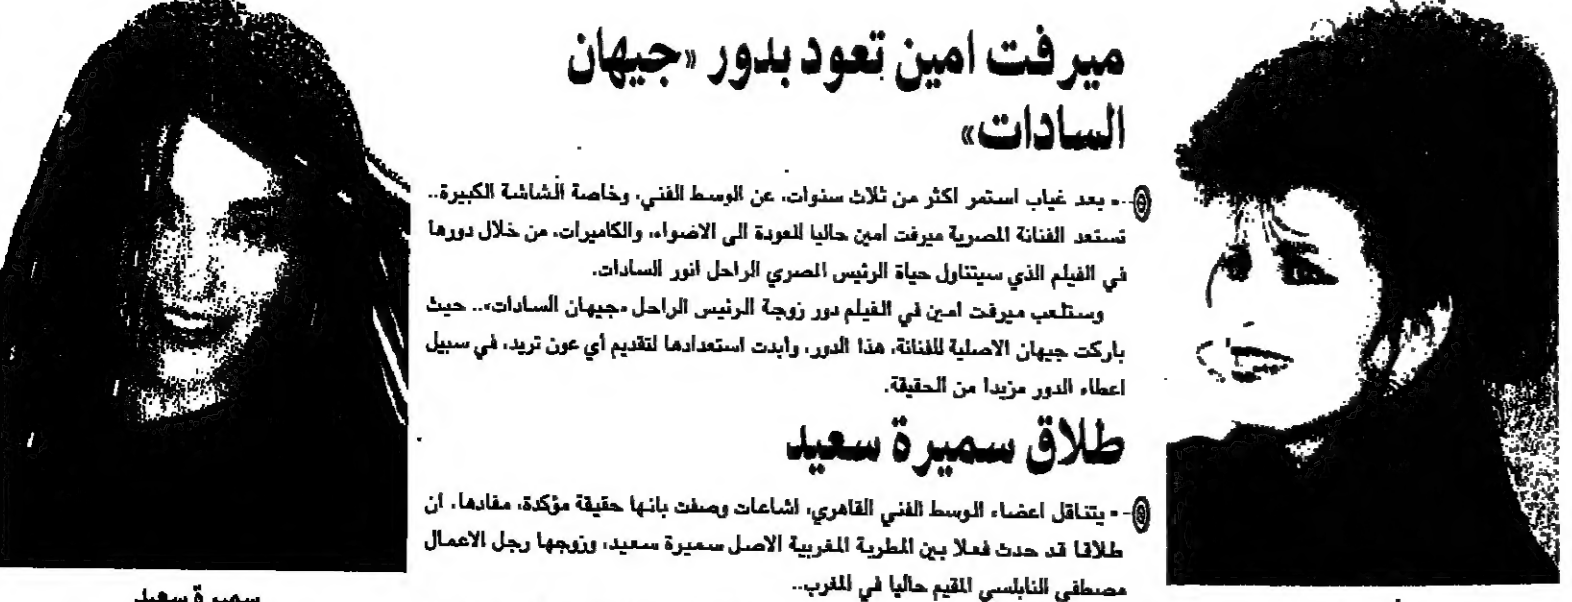 ميرفت امين تعود بدور «جيهان
السادات»
- بعد غياب استمر اكثر من ثلاث سنوات، عن الوسط الفني، وخاصة الشاشة الكبيرة..
تستعد الفنانة المصرية ميرفت امين حاليا للعودة الى الاضواء، والكاميرات، من خلال دورها
في الفيلم الذي سيتناول حياة الرئيس المصري الراحل انور السادات.
وستلعب ميرفت امين في الفيلم دور زوجة الرئيس الراحل «جيهان السادات».. حيث
باركت جيهان الاصلية للفنانة، هذا الدور، وابدت استعدادها لتقديم أي عون تريد، في سبيل
اعطاء الدور مزيدا من الحقيقة.
طلاق سميرة سعيد
- يتناقل اعضاء الوسط الفني القاهري، اشاعات وصفت بانها حقيقة مؤكدة، مفادها، ان
طلاقا قد حدث فعلا بين المطربة المغربية الاصل سميرة سعيد، وزوجها رجل الاعمال
مصطفى النابلسي المقيم حاليا في المغرب..
سميرة سعيد